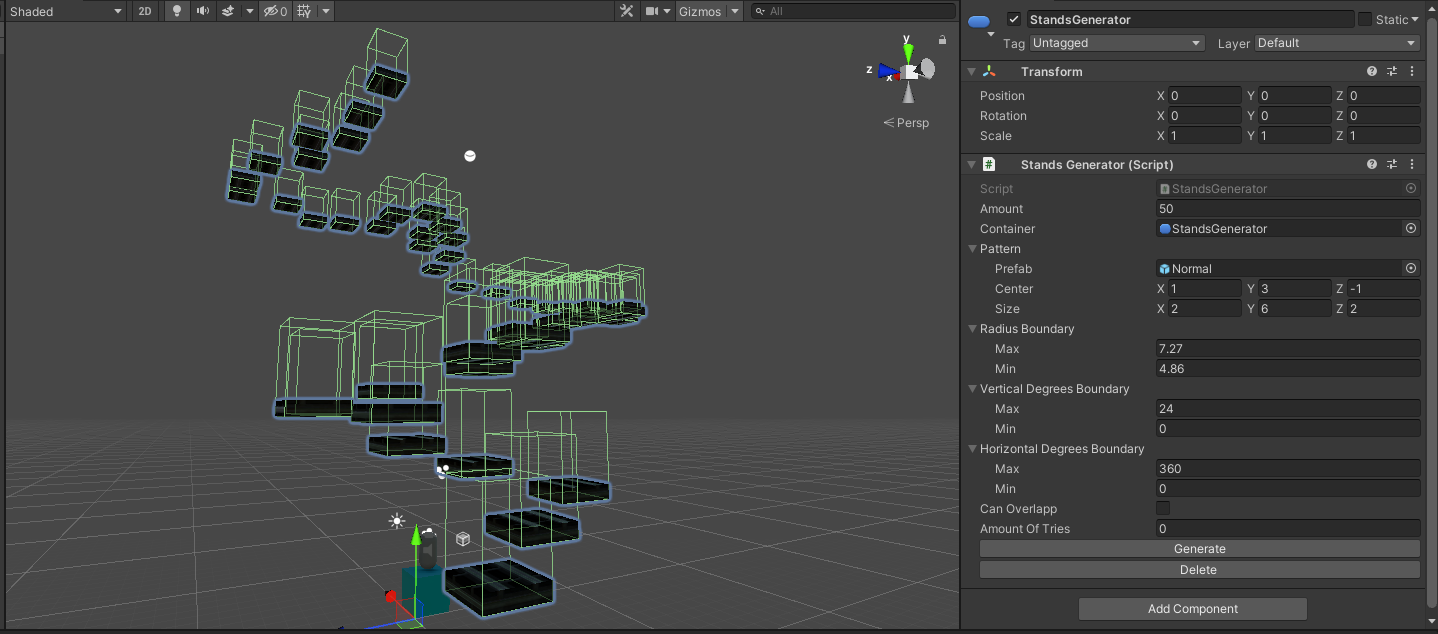 Shaded 2D 0 Gizmos All
y
z
x
Persp
StandsGenerator Static
Tag Untagged Layer Default
Transform
Position X 0 Y 0 Z 0
Rotation X 0 Y 0 Z 0
Scale X 1 Y 1 Z 1
# Stands Generator (Script)
Script StandsGenerator
Amount 50
Container StandsGenerator
Pattern
Prefab Normal
Center X 1 Y 3 Z -1
Size X 2 Y 6 Z 2
Radius Boundary
Max 7.27
Min 4.86
Vertical Degrees Boundary
Max 24
Min 0
Horizontal Degrees Boundary
Max 360
Min 0
Can Overlapp
Amount Of Tries 0
Generate
Delete
Add Component